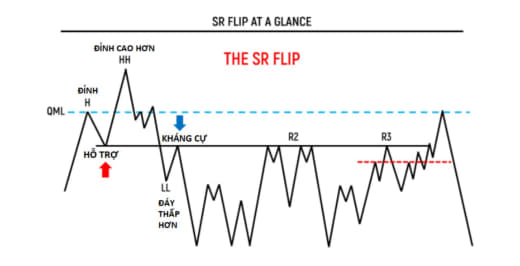 SR FLIP AT A GLANCE
ĐỈNH CAO HƠN
HH
THE SR FLIP
ĐỈNH
H
QML
KHÁNG CỰ
R2
R3
HỖ TRỢ
LL
ĐÁY
THẤP
HƠN